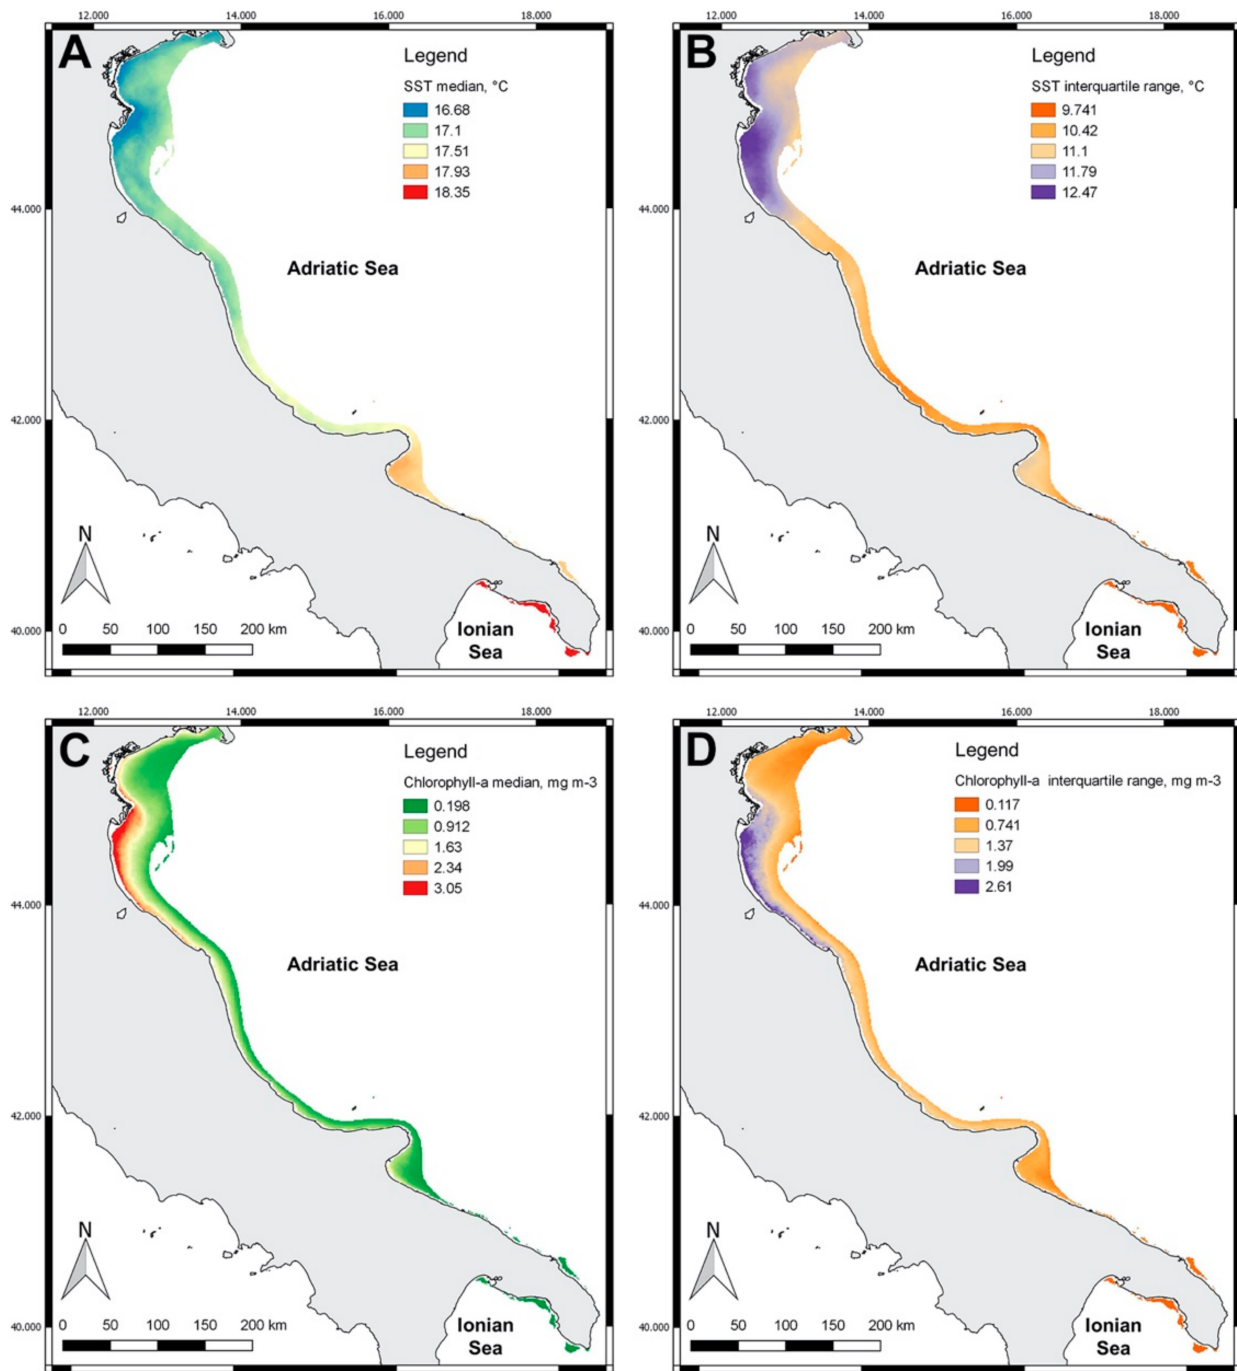 12.000 14.000 16.000 18.000
A
Legend
SST median, °C
16.68
17.1
17.51
17.93
18.35
44.000
Adriatic Sea
42.000
N
40.000
0 50 100 150 200 km
Ionian
Sea
12.000 14.000 16.000 18.000
B
Legend
SST interquartile range, °C
9.741
10.42
11.1
11.79
12.47
44.000
Adriatic Sea
42.000
N
40.000
0 50 100 150 200 km
Ionian
Sea
12.000 14.000 16.000 18.000
C
Legend
Chlorophyll-a median, mg m-3
0.198
0.912
1.63
2.34
3.05
44.000
Adriatic Sea
42.000
N
40.000
0 50 100 150 200 km
Ionian
Sea
12.000 14.000 16.000 18.000
D
Legend
Chlorophyll-a interquartile range, mg m-3
0.117
0.741
1.37
1.99
2.61
44.000
Adriatic Sea
42.000
N
40.000
0 50 100 150 200 km
Ionian
Sea